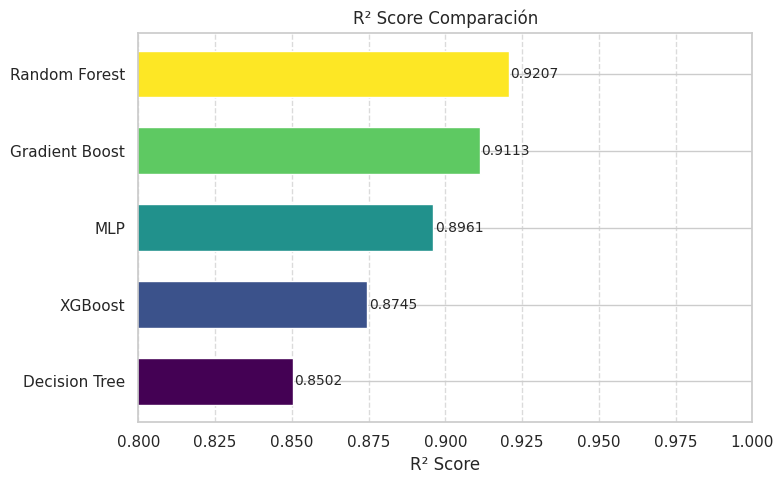 R² Score Comparación
Random Forest
0.9207
Gradient Boost
0.9113
MLP
0.8961
XGBoost
0.8745
Decision Tree
0.8502
0.800 0.825 0.850 0.875 0.900 0.925 0.950 0.975 1.000
R² Score